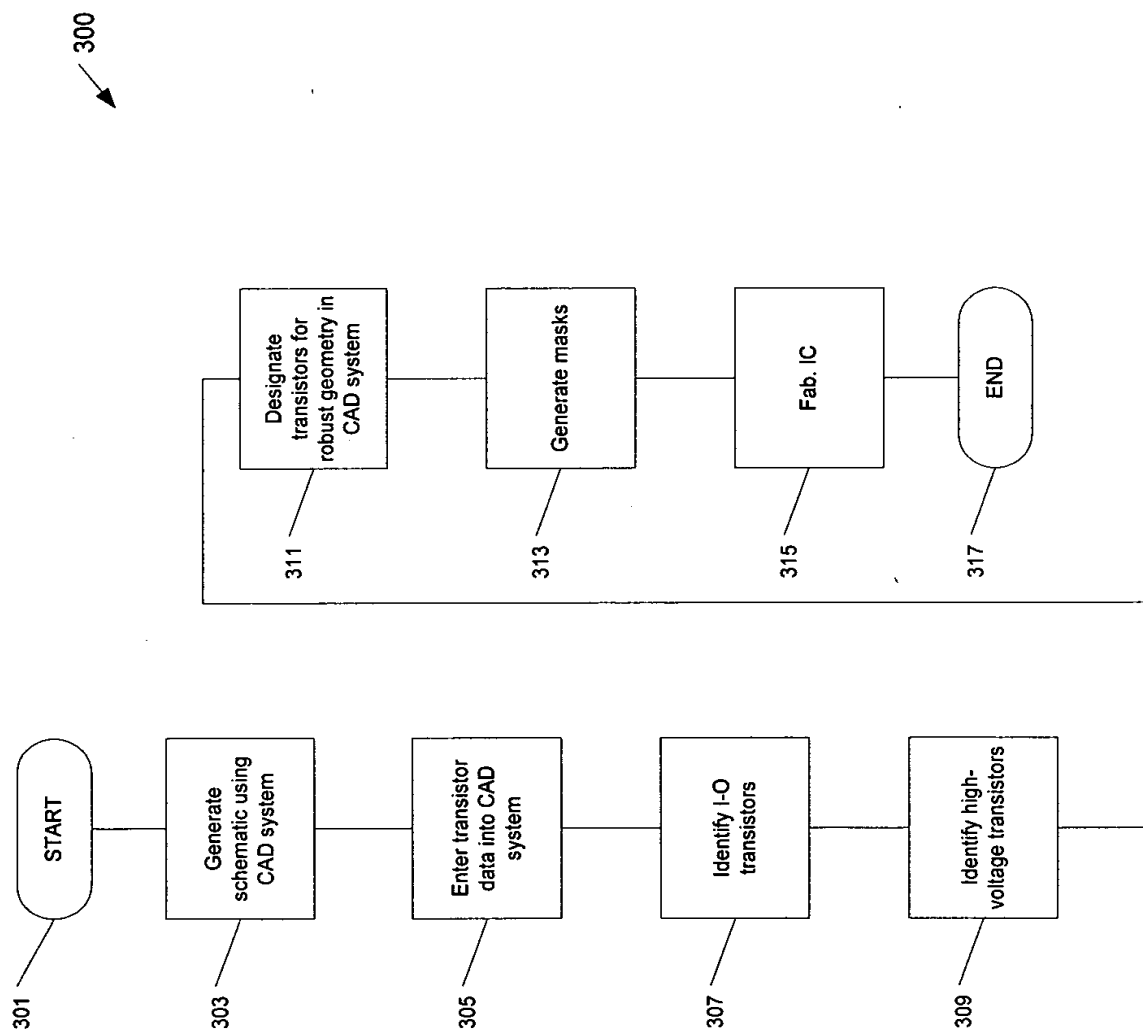 300
301
START
303
Generate
schematic using
CAD system
305
Enter transistor
data into CAD
system
307
Identify I-O
transistors
309
Identify high-
voltage transistors
311
Designate
transistors for
robust geometry in
CAD system
313
Generate masks
315
Fab. IC
317
END